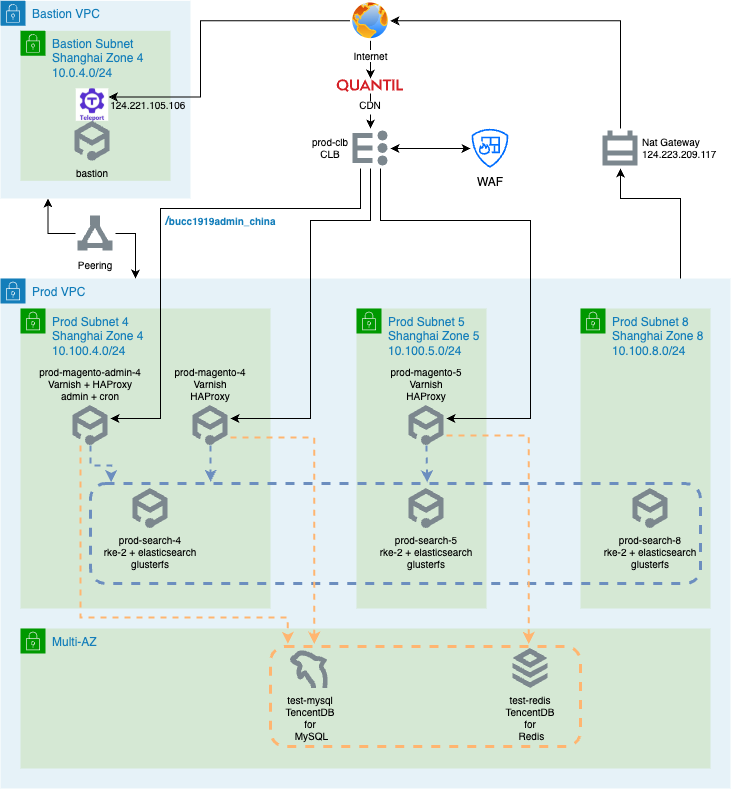 Bastion VPC
Bastion Subnet
Shanghai Zone 4
10.0.4.0/24
Teleport
124.221.105.106
bastion
Internet
QUANTIL
CDN
prod-clb
CLB
WAF
Nat Gateway
124.223.209.117
/bucc1919admin_china
Peering
Prod VPC
Prod Subnet 4
Shanghai Zone 4
10.100.4.0/24
Prod Subnet 5
Shanghai Zone 5
10.100.5.0/24
Prod Subnet 8
Shanghai Zone 8
10.100.8.0/24
prod-magento-admin-4
Varnish + HAProxy
admin + cron
prod-magento-4
Varnish
HAProxy
prod-magento-5
Varnish
HAProxy
prod-search-4
rke-2 + elasticsearch
glusterfs
prod-search-5
rke-2 + elasticsearch
glusterfs
prod-search-8
rke-2 + elasticsearch
glusterfs
Multi-AZ
test-mysql
TencentDB
for
MySQL
test-redis
TencentDB
for
Redis